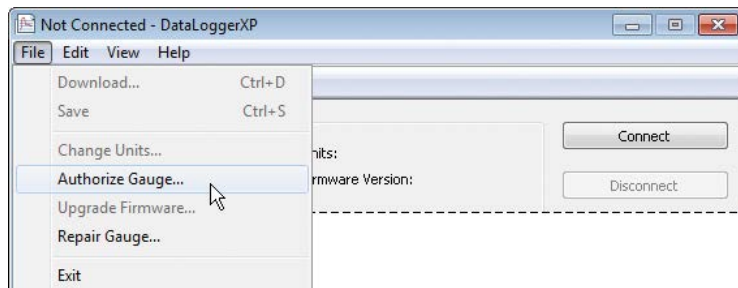 Not Connected - DataLoggerXP
File Edit View Help
Download... Ctrl+D
Save Ctrl+S
Change Units...
Authorize Gauge...
Upgrade Firmware...
Repair Gauge...
Exit
nits:
rmware Version:
Connect
Disconnect